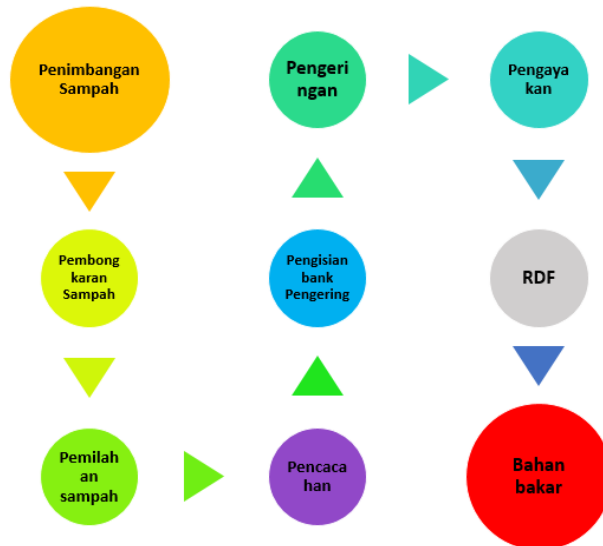 Penimbangan
Sampah
Pembong
karan
Sampah
Pemilah
an
sampah
Pencaca
han
Pengisian
bank
Pengering
Pengeri
ngan
Pengaya
kan
RDF
Bahan
bakar